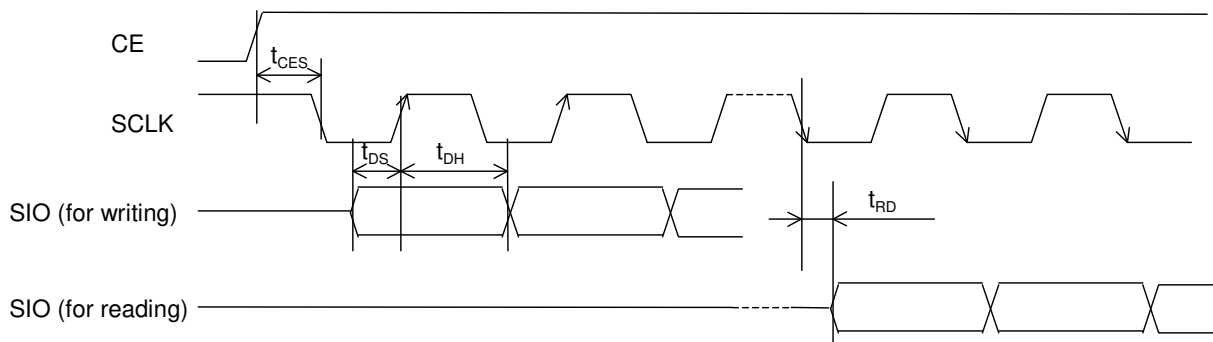 CE
tCES
SCLK
tDS
tDH
SIO (for writing)
tRD
SIO (for reading)